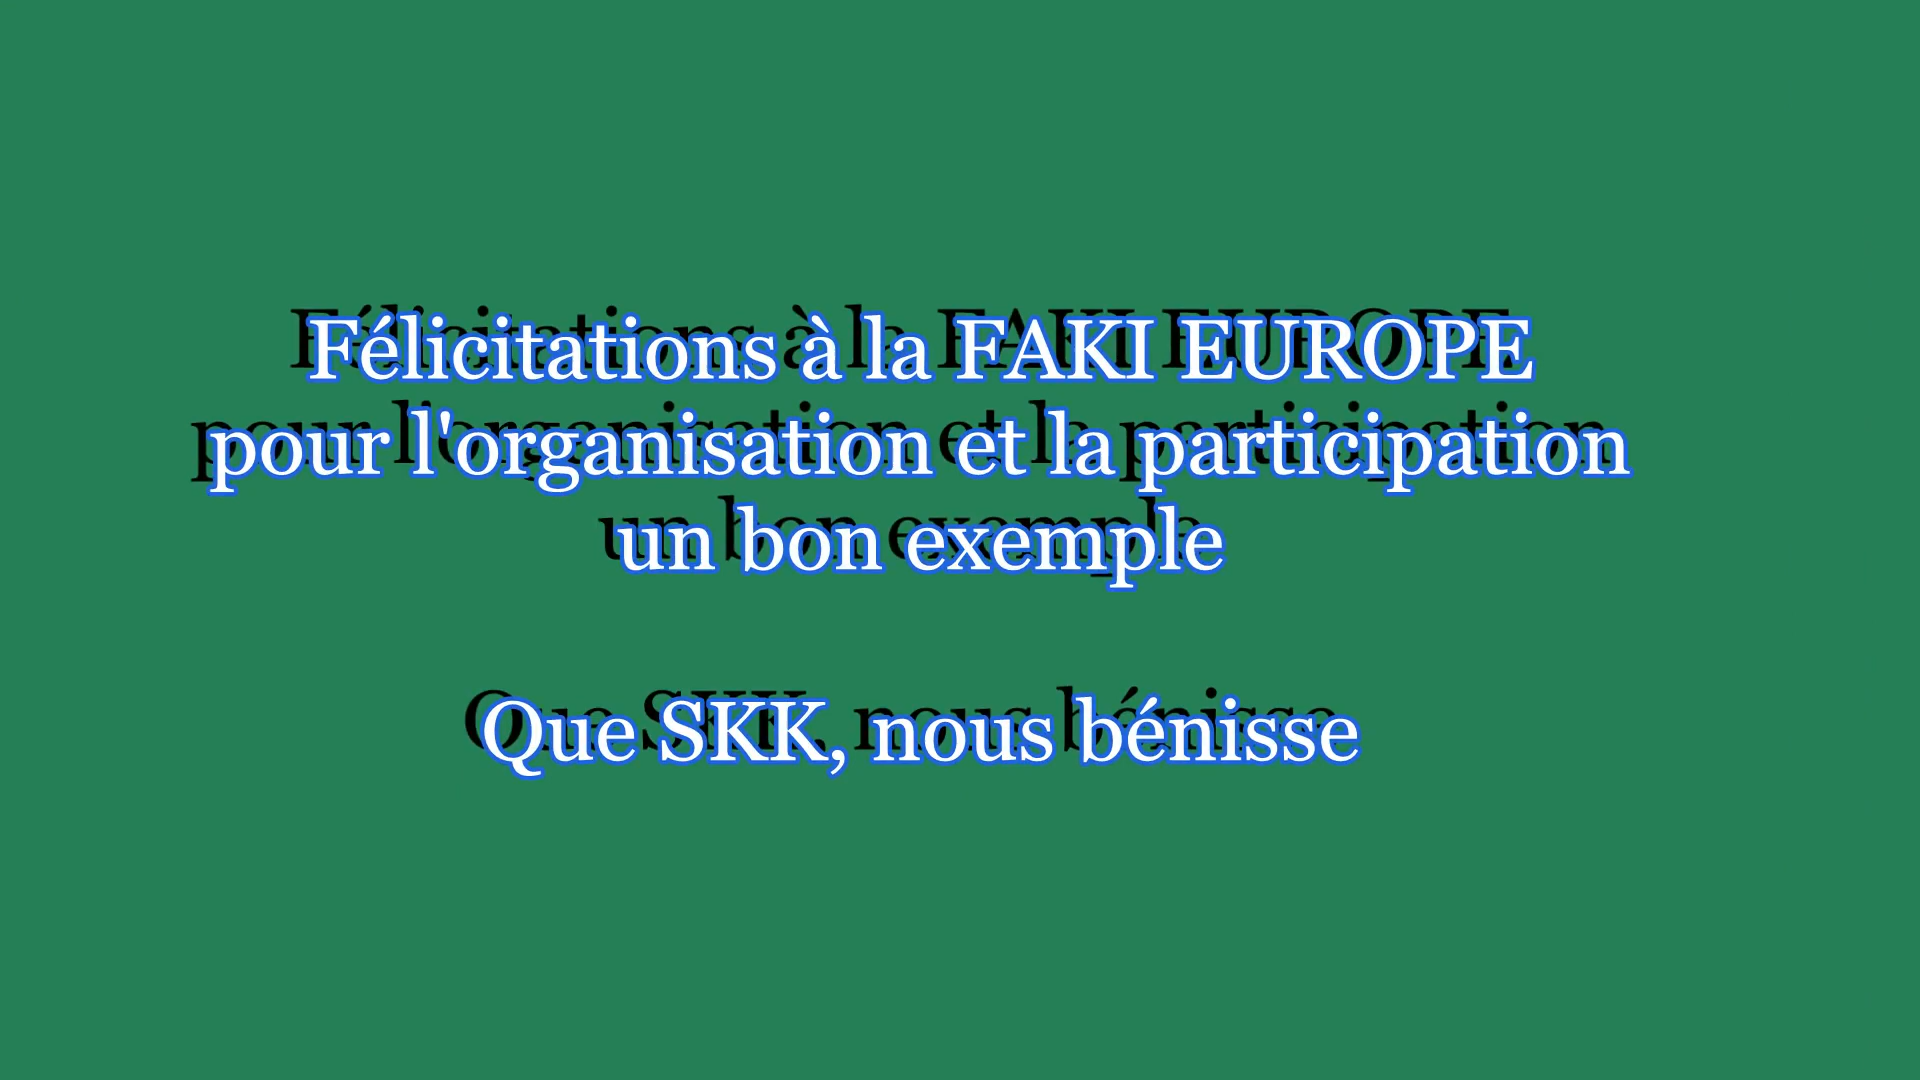 Félicitations à la FAKI EUROPE
pour l'organisation et la participation
un bon exemple
Que SKK, nous bénisse